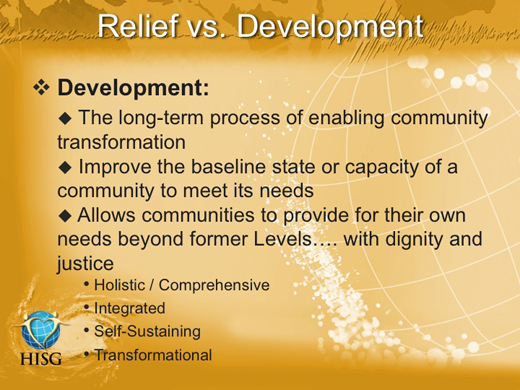 Relief vs. Development
❖ Development:
◆ The long-term process of enabling community
transformation
◆ Improve the baseline state or capacity of a
community to meet its needs
◆ Allows communities to provide for their own
needs beyond former Levels…. with dignity and
justice
• Holistic / Comprehensive
• Integrated
• Self-Sustaining
• Transformational
HISG